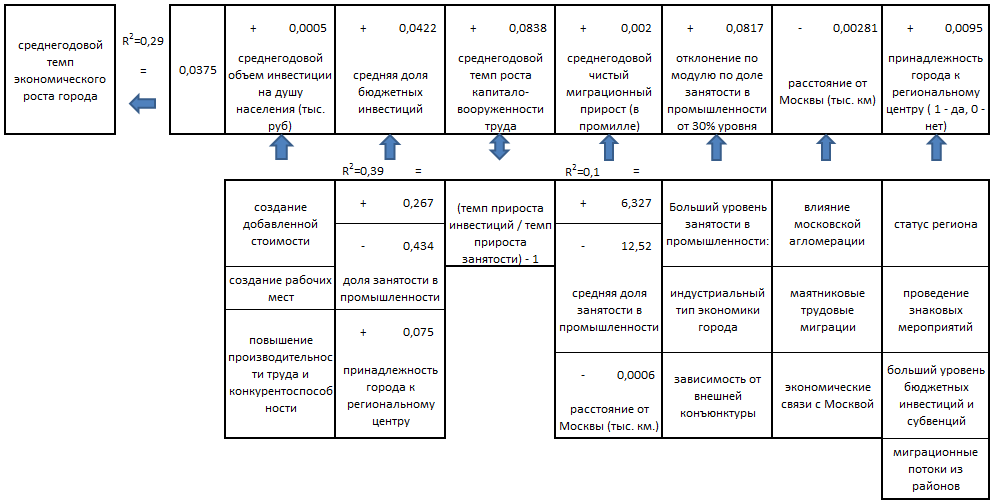 среднегодовой
темп
экономического
роста города
R²=0,29
=
0,0375
+ 0,0005
среднегодовой
объем инвестиции
на душу
населения (тыс.
руб)
+ 0,0422
средняя доля
бюджетных
инвестиций
+ 0,0838
среднегодовой
темп роста
капитало-
вооруженности
труда
+ 0,002
среднегодовой
чистый
миграционный
прирост (в
промилле)
+ 0,0817
отклонение по
модулю по доле
занятости в
промышленности
от 30% уровня
- 0,00281
расстояние от
Москвы (тыс. км)
+ 0,0095
принадлежность
города к
региональному
центру ( 1 - да, 0 -
нет)
R²=0,39 =
R²=0,1 =
создание
добавленной
стоимости
создание рабочих
мест
повышение
производительнос
ти труда и
конкурентоспособ
ности
+ 0,267
- 0,434
доля занятости в
промышленности
+ 0,075
принадлежность
города к
региональному
центру
(темп прироста
инвестиций / темп
прироста
занятости) - 1
+ 6,327
- 12,52
средняя доля
занятости в
промышленности
- 0,0006
расстояние от
Москвы (тыс. км.)
Больший уровень
занятости в
промышленности:
индустриальный
тип экономики
города
зависимость от
внешней
конъюнктуры
влияние
московской
агломерации
маятниковые
трудовые
миграции
экономические
связи с Москвой
статус региона
проведение
знаковых
мероприятий
больший уровень
бюджетных
инвестиций и
субвенций
миграционные
потоки из
районов